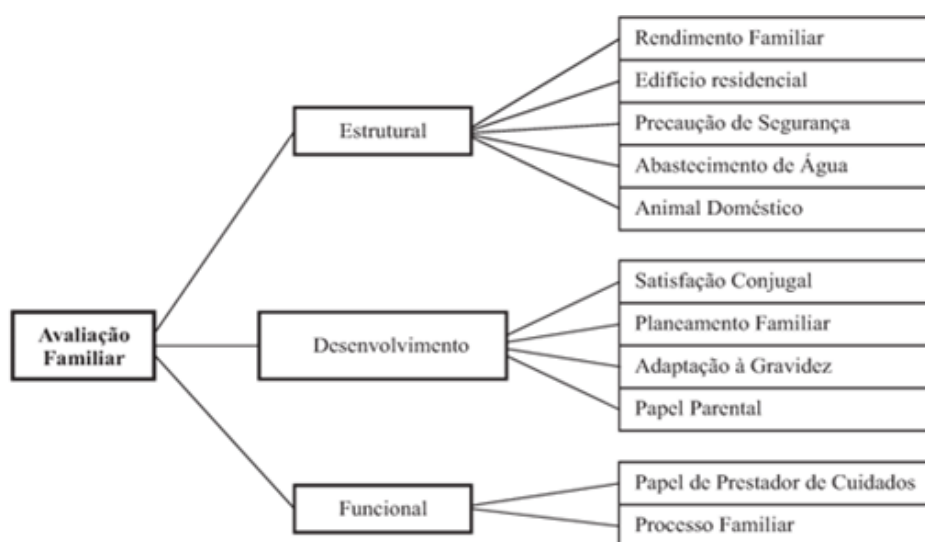 Rendimento Familiar
Edifício residencial
Estrutural
Precaução de Segurança
Abastecimento de Água
Animal Doméstico
Satisfação Conjugal
Avaliação
Familiar
Desenvolvimento
Planeamento Familiar
Adaptação à Gravidez
Papel Parental
Papel de Prestador de Cuidados
Funcional
Processo Familiar